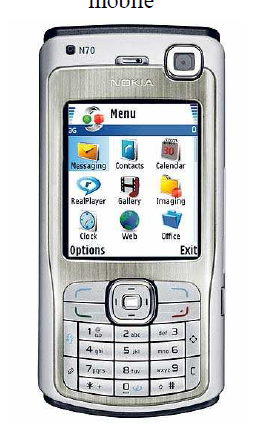 mobile
N70
NOKIA
Menu
3G
Messaging Contacts Calendar
RealPlayer Gallery Imaging
Clock Web Office
Options Exit
1 2 abc def 3
4 ghi 5 jkl mno 6
7 pqrs 8 tuv wxyz 9
* + 0 #